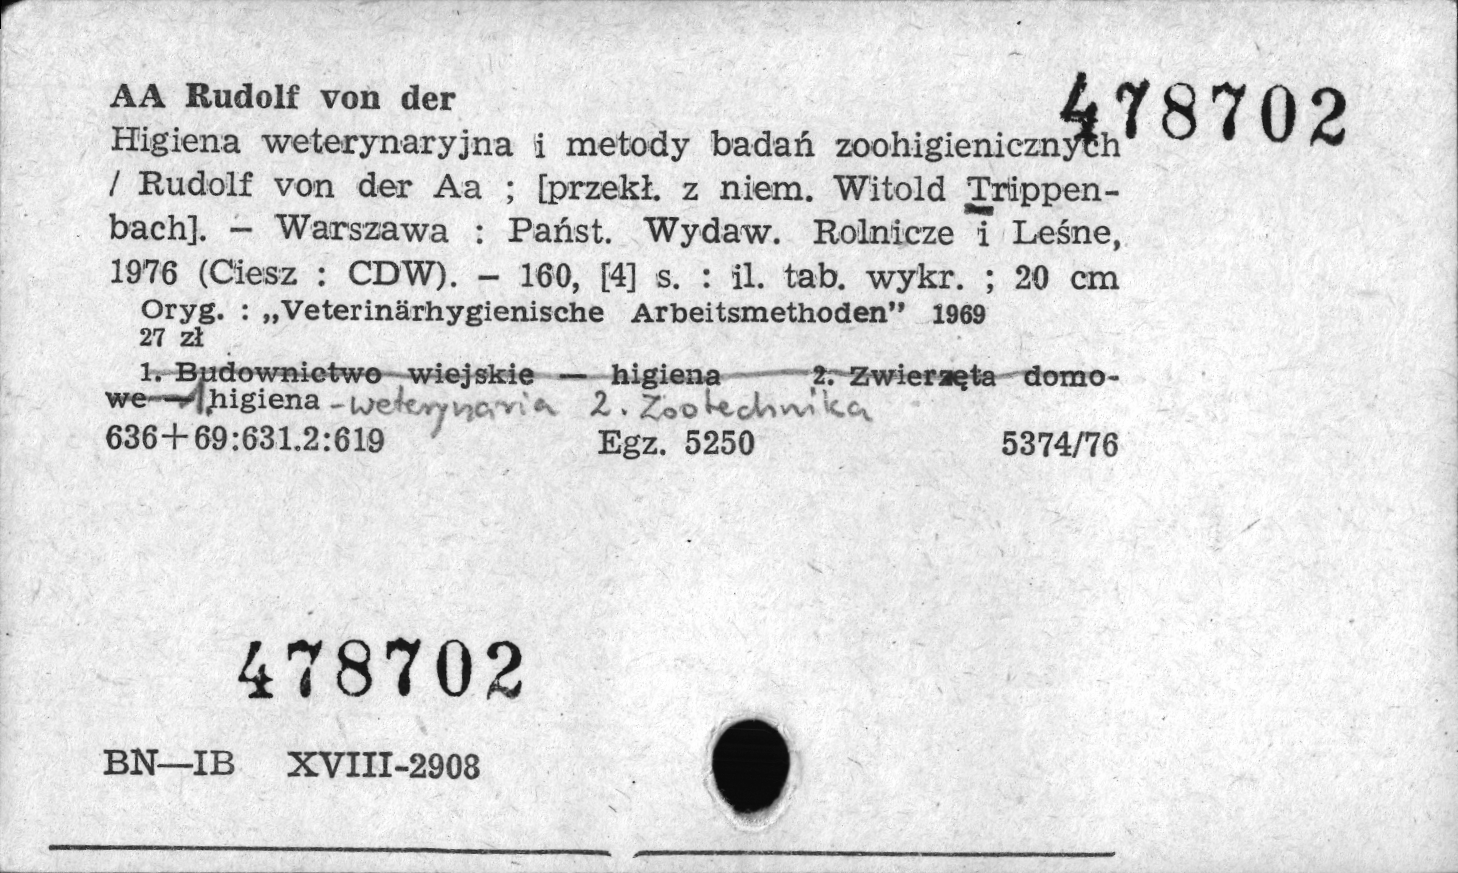 478702
AA Rudolf von der
Higiena weterynaryjna i metody badań zoohigienicznych
/ Rudolf von der Aa ; [przekł. z niem. Witold Trippen-
bach]. — Warszawa : Państ. Wydaw. Rolnicze i Leśne,
1976 (Ciesz : CDW). — 160, [4] s. : il. tab. wykr. ; 20 cm
Oryg. : „Veterinärhygienische Arbeitsmethoden” 1969
27 zł
1. Budownictwo wiejskie — higiena 2. Zwierzęta domo-
we — 1. higiena - weterynaria 2. Zootechnika
636+69:631.2:619 Egz. 5250 5374/76
478702
BN—IB XVIII-2908